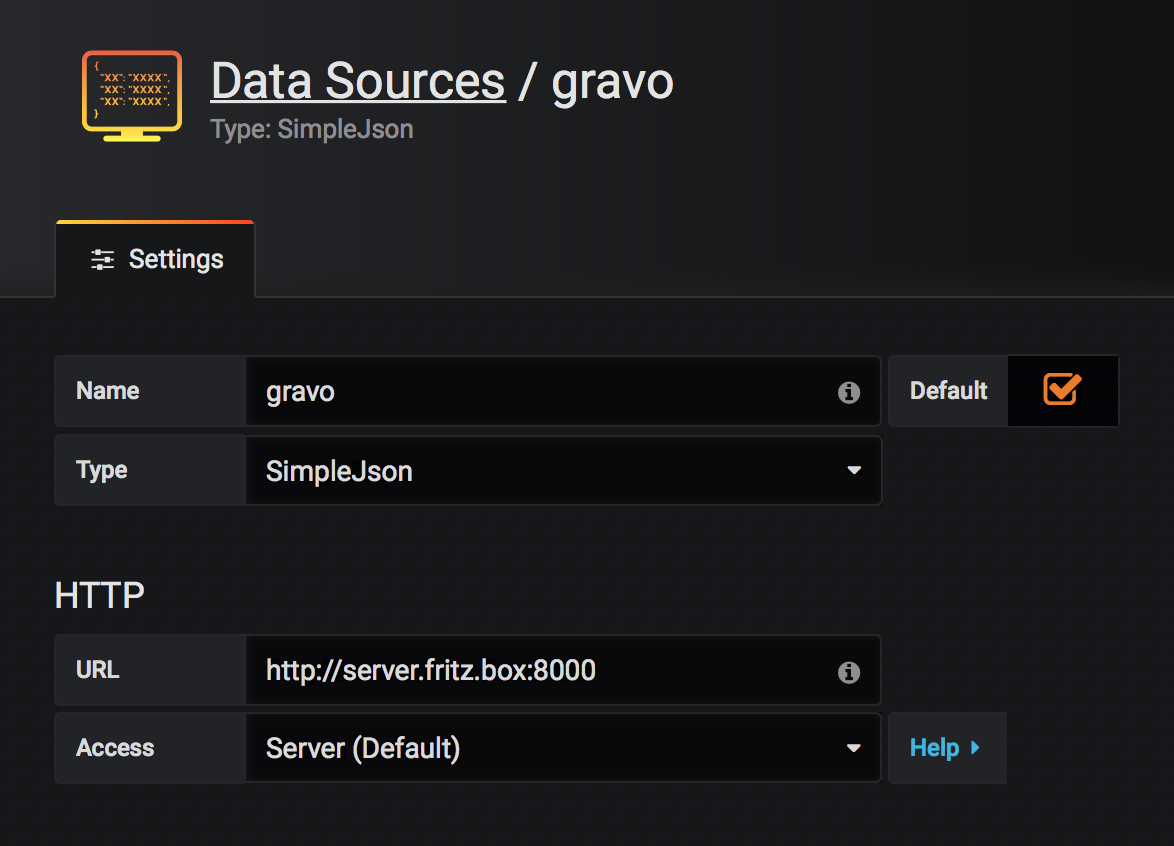 {
"XX": "XXXX",
"XX": "XXXX",
"XX": "XXXX",
}
Data Sources / gravo
Type: SimpleJson
Settings
Name gravo Default
Type SimpleJson
HTTP
URL http://server.fritz.box:8000
Access Server (Default) Help